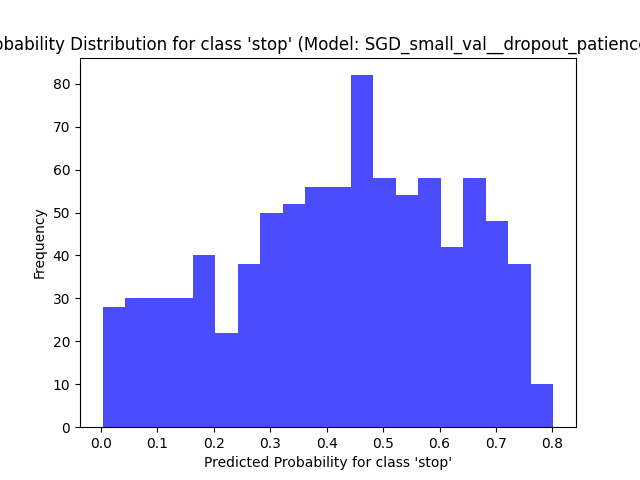 obability Distribution for class 'stop' (Model: SGD_small_val__dropout_patience
80
70
60
50
40
30
20
10
0
Frequency
0.0 0.1 0.2 0.3 0.4 0.5 0.6 0.7 0.8
Predicted Probability for class 'stop'